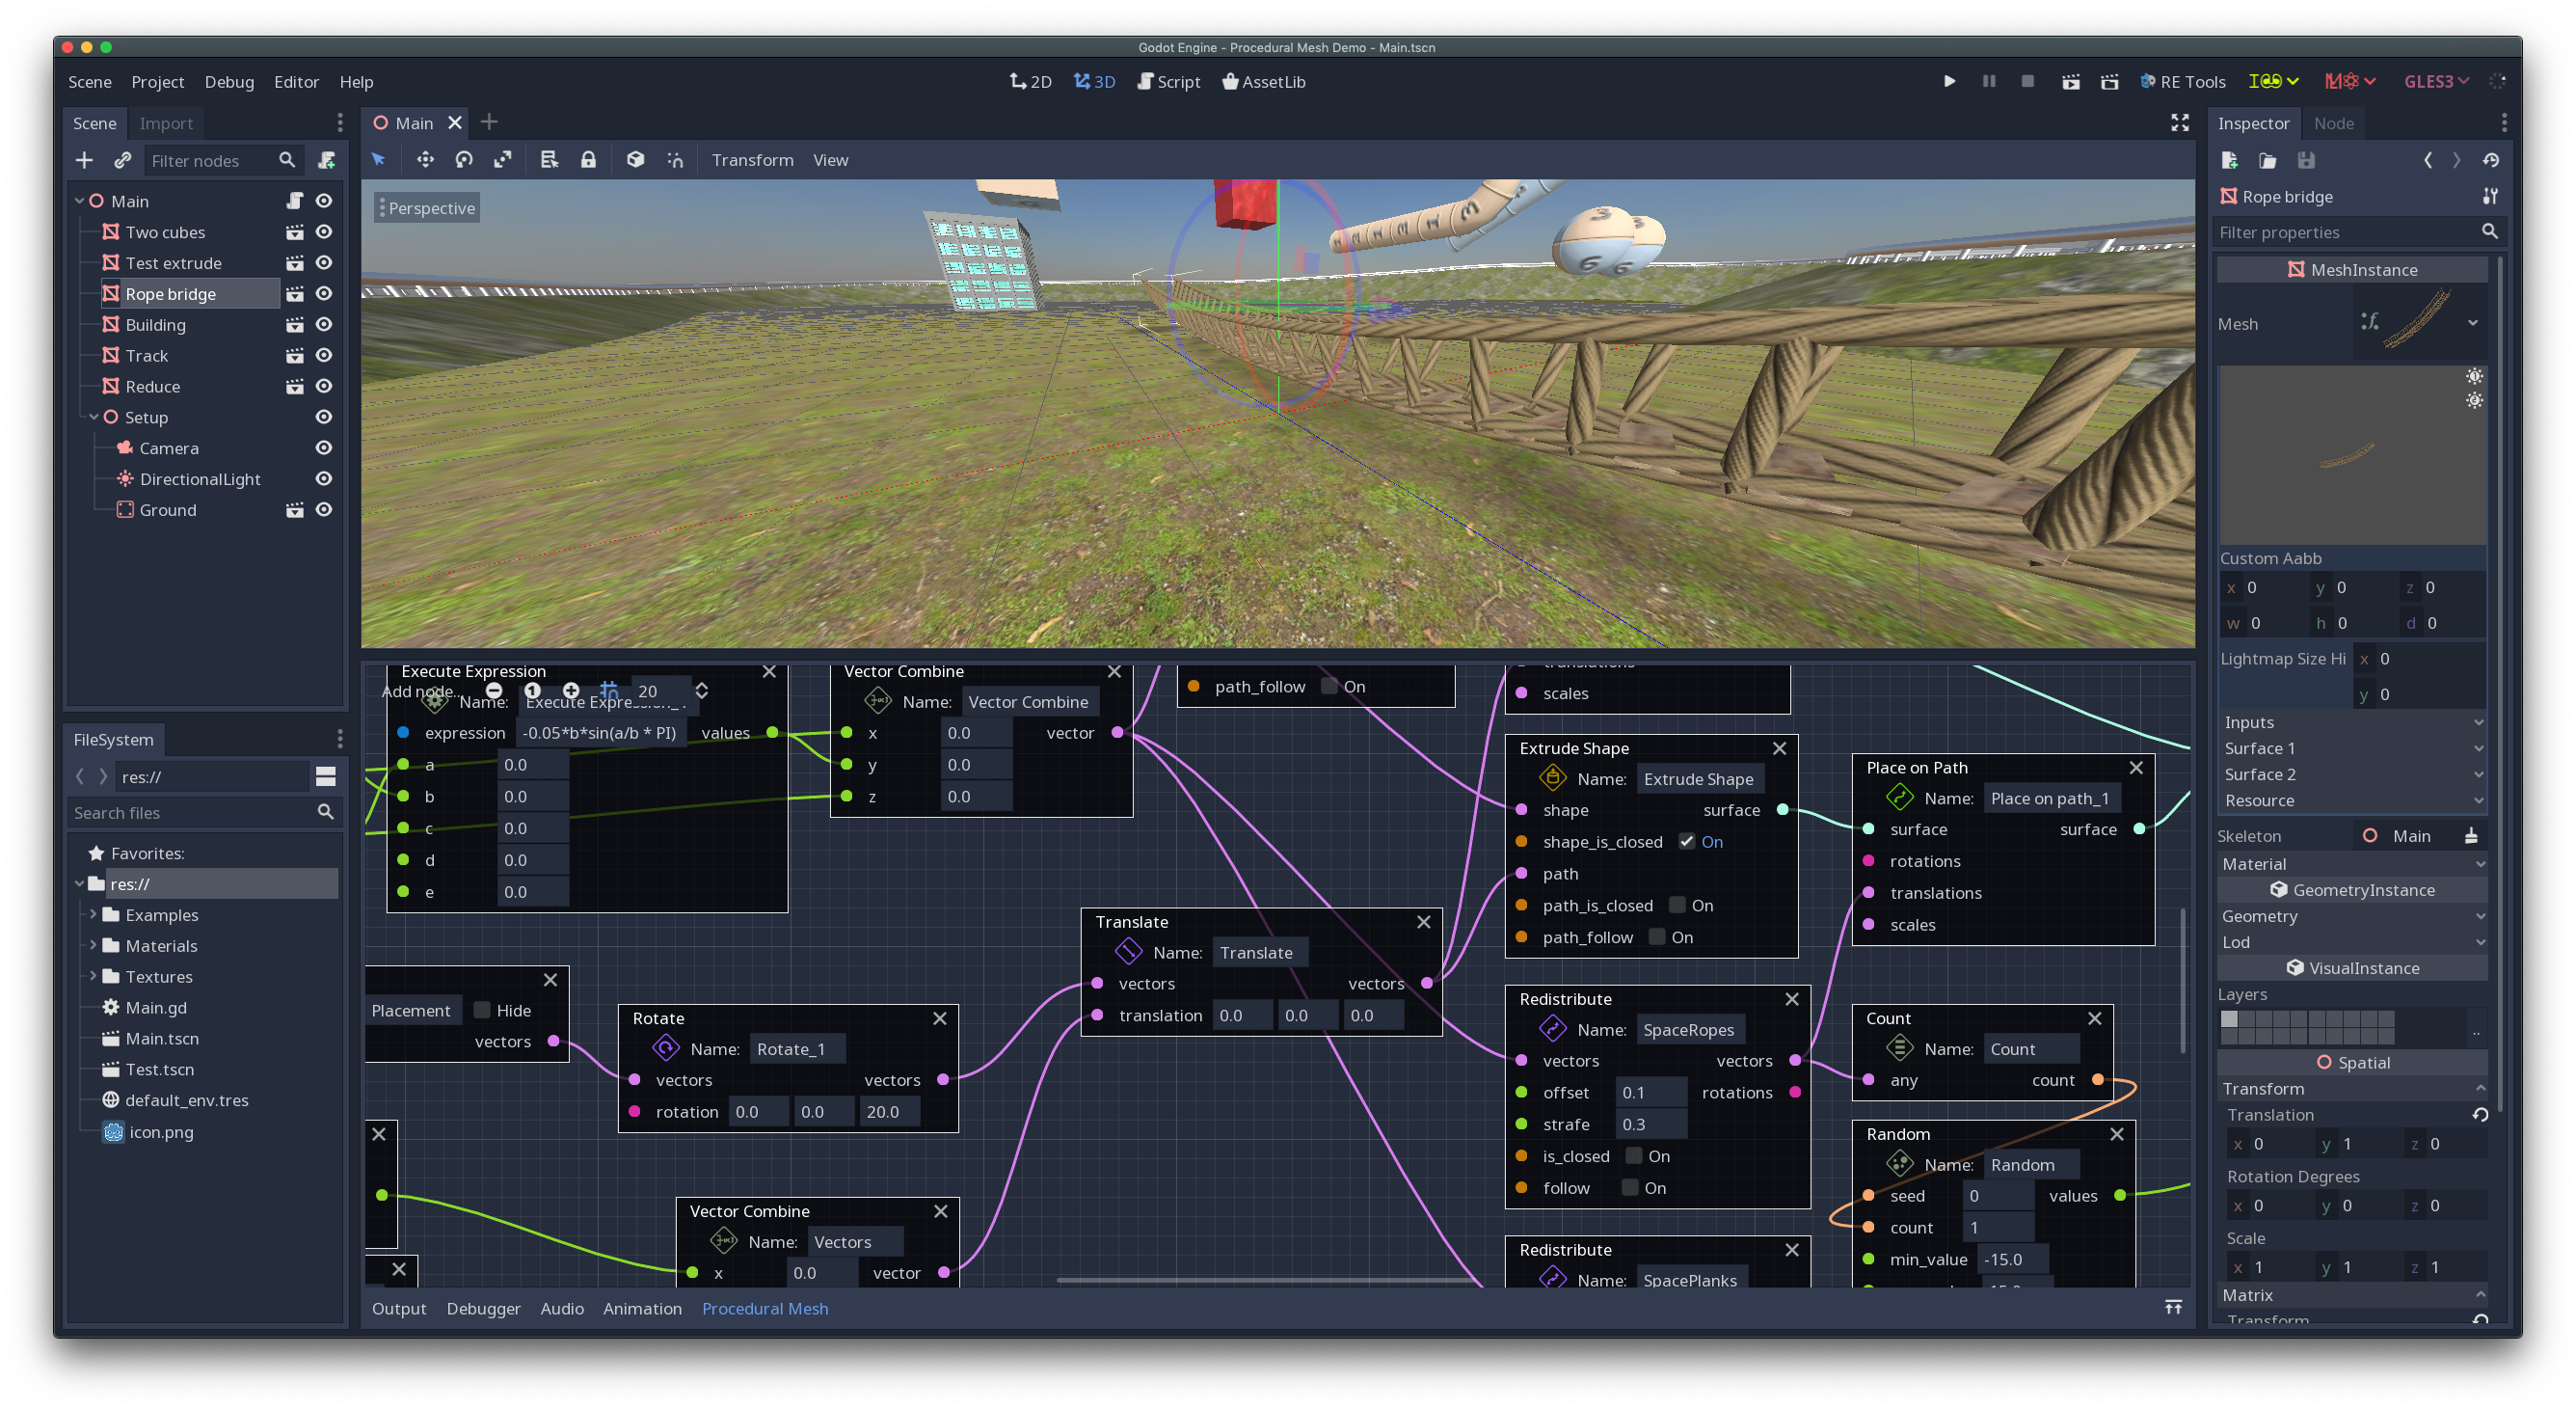 Godot Engine - Procedural Mesh Demo - Main.tscn
Scene Project Debug Editor Help
2D 3D Script AssetLib
RE Tools GLES3
Scene Import
Filter nodes
Main
Two cubes
Test extrude
Rope bridge
Building
Track
Reduce
Setup
Camera
DirectionalLight
Ground
FileSystem
res://
Search files
Favorites:
res://
Examples
Materials
Textures
Main.gd
Main.tscn
Test.tscn
default_env.tres
icon.png
Main
Transform View
Perspective
3
6
Execute Expression
Add node... 1 20
Name: Execute Expression_1
expression -0.05*b*sin(a/b * PI) values
a 0.0
b 0.0
c 0.0
d 0.0
e 0.0
Vector Combine
Name: Vector Combine
x 0.0 vector
y 0.0
z 0.0
path_follow On
translations
scales
Extrude Shape
Name: Extrude Shape
shape surface
shape_is_closed On
path
path_is_closed On
path_follow On
Place on Path
Name: Place on path_1
surface surface
rotations
translations
scales
Placement Hide
vectors
Rotate
Name: Rotate_1
vectors vectors
rotation 0.0 0.0 20.0
Translate
Name: Translate
vectors vectors
translation 0.0 0.0 0.0
Vector Combine
Name: Vectors
x 0.0 vector
Redistribute
Name: SpaceRopes
vectors vectors
offset 0.1 rotations
strafe 0.3
is_closed On
follow On
Redistribute
Name: SpacePlanks
Count
Name: Count
any count
Random
Name: Random
seed 0 values
count 1
min_value -15.0
Output Debugger Audio Animation Procedural Mesh
Inspector Node
Rope bridge
Filter properties
MeshInstance
Mesh
Custom Aabb
x 0 y 0 z 0
w 0 h 0 d 0
Lightmap Size Hi x 0
y 0
Inputs
Surface 1
Surface 2
Resource
Skeleton Main
Material
GeometryInstance
Geometry
Lod
VisualInstance
Layers
..
Spatial
Transform
Translation
x 0 y 1 z 0
Rotation Degrees
x 0 y 0 z 0
Scale
x 1 y 1 z 1
Matrix
Transform